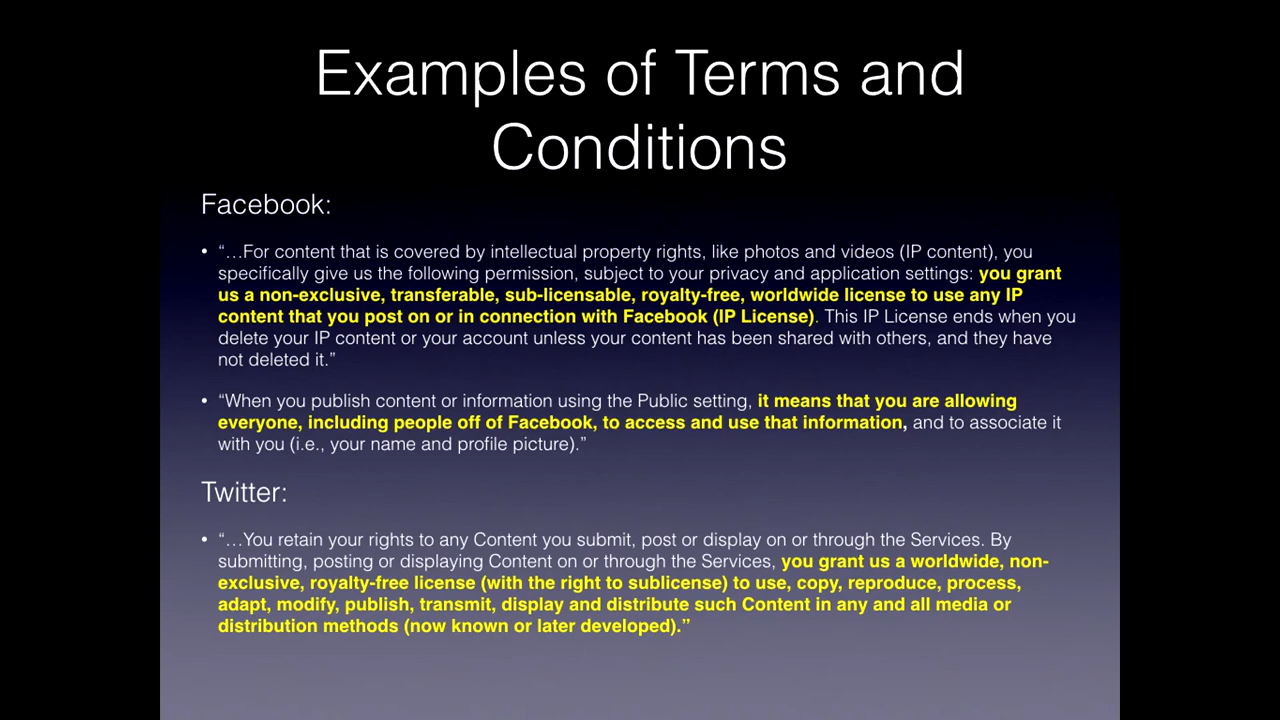 Examples of Terms and
Conditions
Facebook:
• “…For content that is covered by intellectual property rights, like photos and videos (IP content), you
specifically give us the following permission, subject to your privacy and application settings: you grant
us a non-exclusive, transferable, sub-licensable, royalty-free, worldwide license to use any IP
content that you post on or in connection with Facebook (IP License). This IP License ends when you
delete your IP content or your account unless your content has been shared with others, and they have
not deleted it.”
• “When you publish content or information using the Public setting, it means that you are allowing
everyone, including people off of Facebook, to access and use that information, and to associate it
with you (i.e., your name and profile picture).”
Twitter:
• “…You retain your rights to any Content you submit, post or display on or through the Services. By
submitting, posting or displaying Content on or through the Services, you grant us a worldwide, non-
exclusive, royalty-free license (with the right to sublicense) to use, copy, reproduce, process,
adapt, modify, publish, transmit, display and distribute such Content in any and all media or
distribution methods (now known or later developed).”